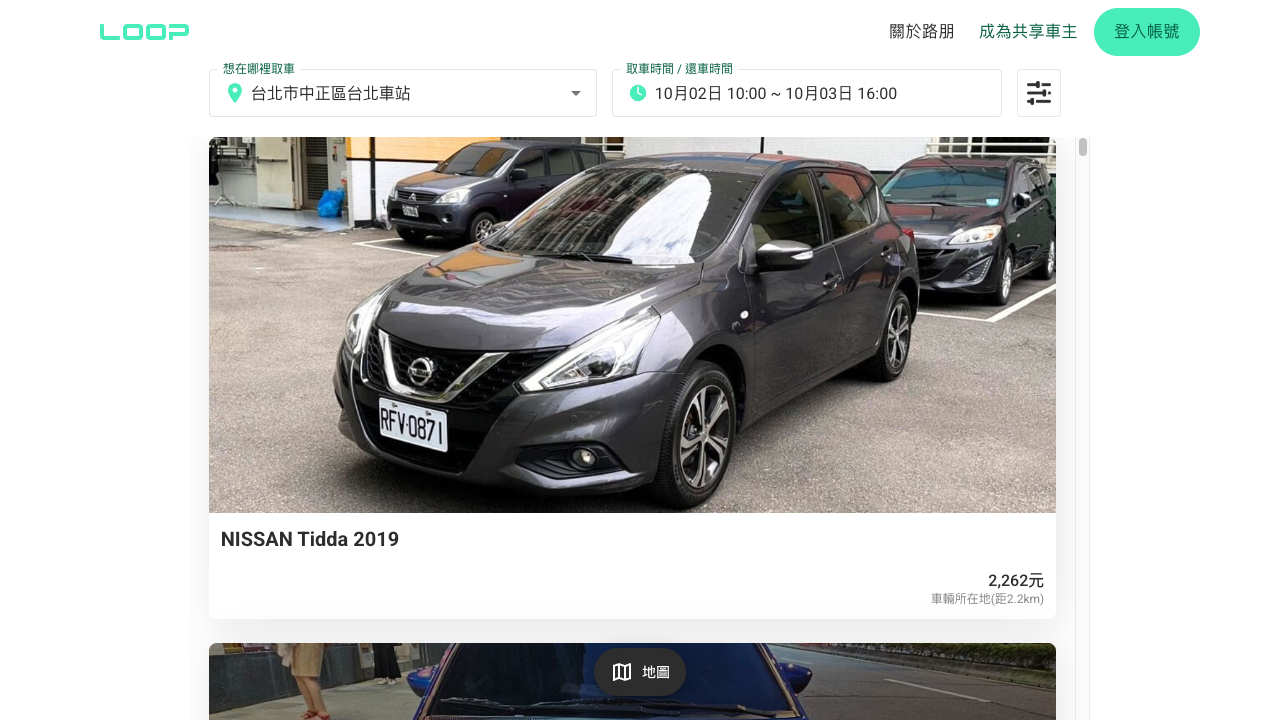 LOOP
關於路朋
成為共享車主
登入帳號
想在哪裡取車
台北市中正區台北車站
取車時間 / 還車時間
10月02日 10:00 ~ 10月03日 16:00
RFV-0871
NISSAN Tidda 2019
2,262元
車輛所在地(距2.2km)
地圖